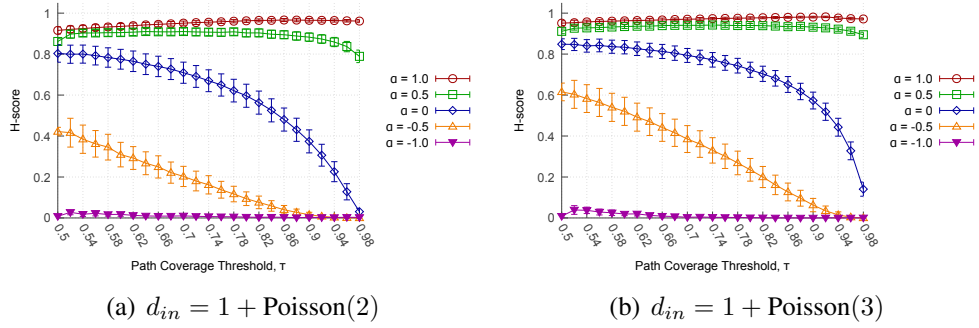 H-score
1
0.8
0.6
0.4
0.2
0
0.5
0.54
0.58
0.62
0.66
0.7
0.74
0.78
0.82
0.86
0.9
0.94
0.98
Path Coverage Threshold, τ
α = 1.0
α = 0.5
α = 0
α = -0.5
α = -1.0
(a) d_in = 1 + Poisson(2)
H-score
1
0.8
0.6
0.4
0.2
0
0.5
0.54
0.58
0.62
0.66
0.7
0.74
0.78
0.82
0.86
0.9
0.94
0.98
Path Coverage Threshold, τ
α = 1.0
α = 0.5
α = 0
α = -0.5
α = -1.0
(b) d_in = 1 + Poisson(3)